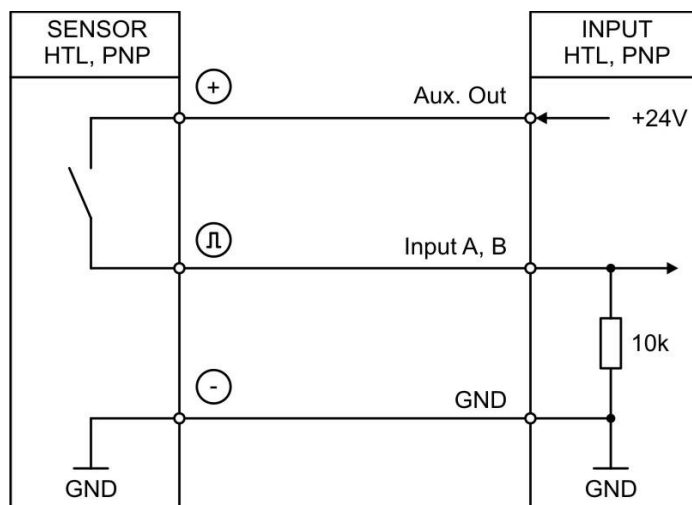 SENSOR
HTL, PNP
INPUT
HTL, PNP
+
Aux. Out
+24V
Input A, B
10k
-
GND
GND
GND